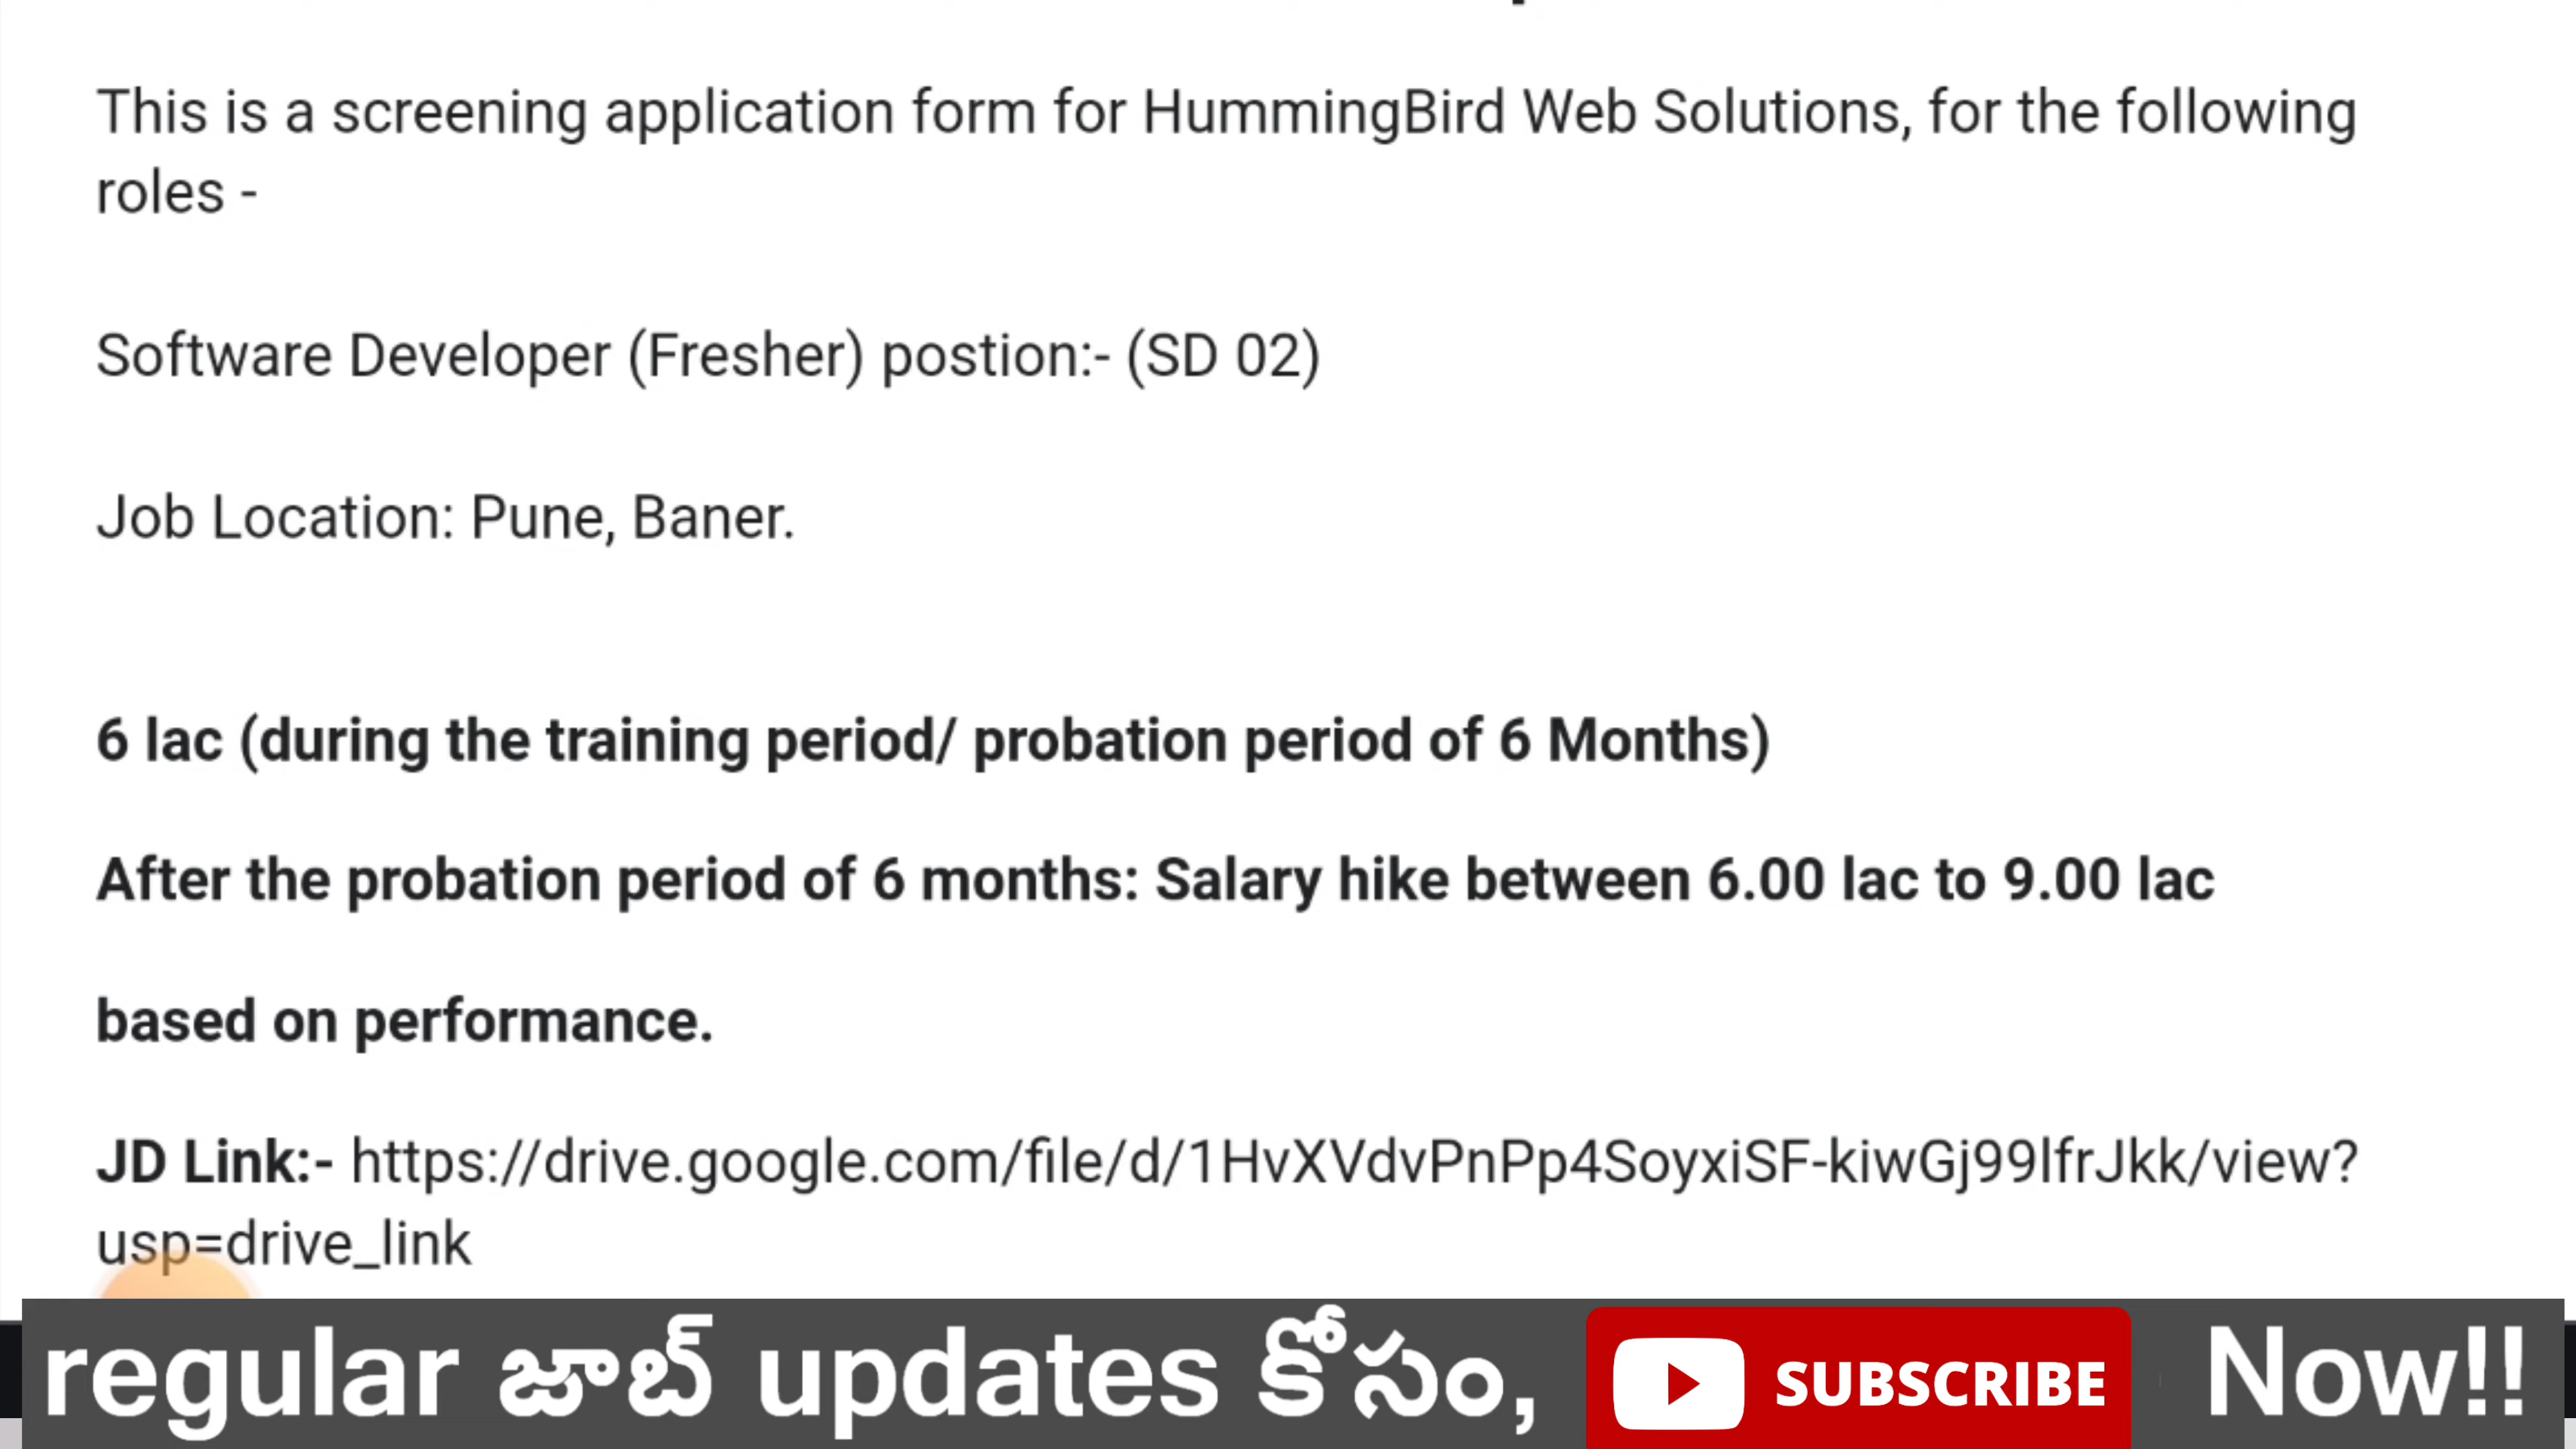 This is a screening application form for HummingBird Web Solutions, for the following
roles -
Software Developer (Fresher) postion:- (SD 02)
Job Location: Pune, Baner.
6 lac (during the training period/ probation period of 6 Months)
After the probation period of 6 months: Salary hike between 6.00 lac to 9.00 lac
based on performance.
JD Link:- https://drive.google.com/file/d/1HvXVdvPnPp4SoyxiSF-kiwGj99lfrJkk/view?
usp=drive_link
regular జాబ్ updates కోసం, SUBSCRIBE Now!!